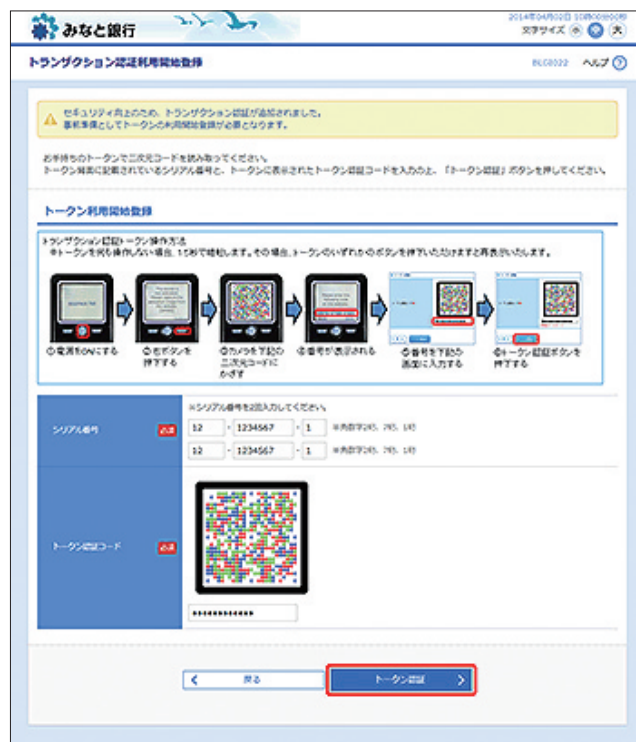 みなと銀行
2014年04月02日 10時00分00秒
文字サイズ 小 中 大
トランザクション認証利用開始登録
BLGI022 ヘルプ ?
セキュリティ向上のため、トランザクション認証が追加されました。
事前準備としてトークンの利用開始登録が必要となります。
お手持ちのトークンで二次元コードを読み取ってください。
トークン背面に記載されているシリアル番号と、トークンに表示されたトークン認証コードを入力の上、「トークン認証」ボタンを押してください。
トークン利用開始登録
トランザクション認証トークン操作方法
※トークンを何も操作しない場合、15秒で暗転します。その場合、トークンのいずれかのボタンを押下いただけますと再表示いたします。
①電源をONにする
②右ボタンを
押下する
③カメラを下記の
二次元コードに
かざす
④番号が表示される
⑤番号を下記の
画面に入力する
⑥トークン認証ボタンを
押下する
※シリアル番号を2回入力してください。
シリアル番号 必須
12 - 1234567 - 1 半角数字2桁、7桁、1桁
12 - 1234567 - 1 半角数字2桁、7桁、1桁
トークン認証コード 必須
戻る
トークン認証